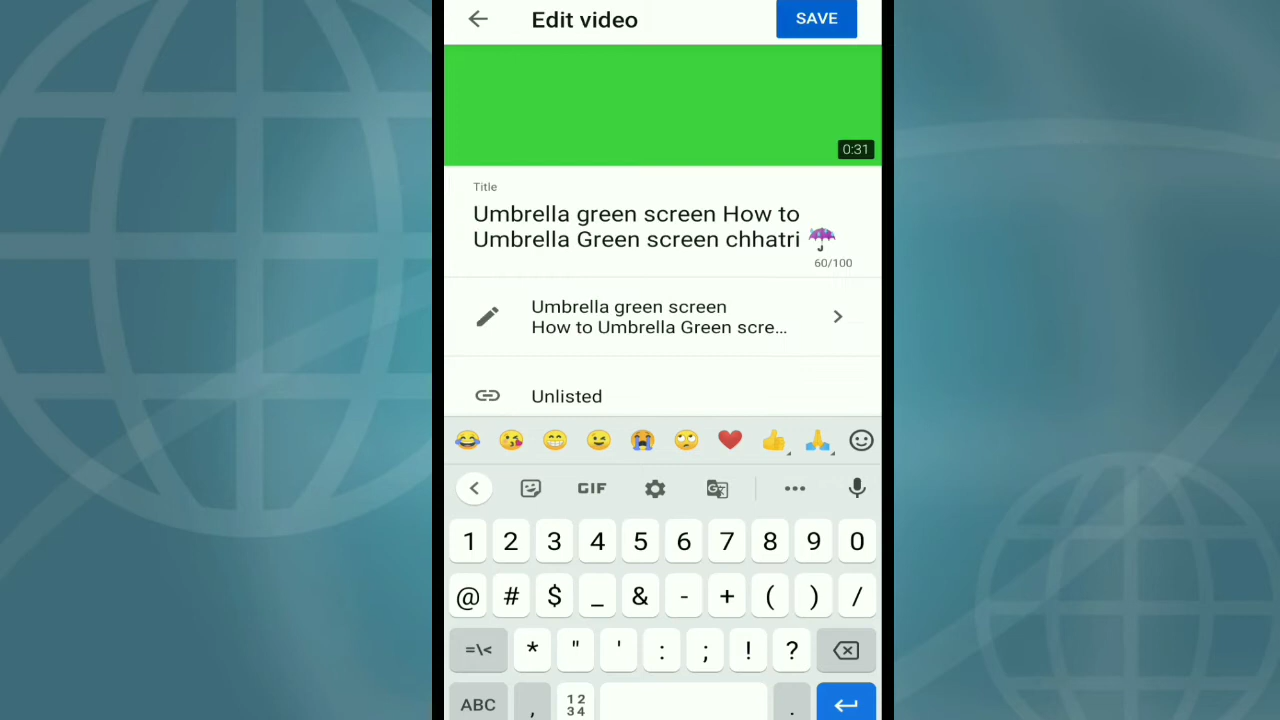 Edit video
SAVE
0:31
Title
Umbrella green screen How to
Umbrella Green screen chhatri ☔
60/100
Umbrella green screen
How to Umbrella Green scre...
Unlisted
GIF
1 2 3 4 5 6 7 8 9 0
@ # $ _ & - + ( ) /
=\< * " ' : ; ! ?
ABC , 12 34 .